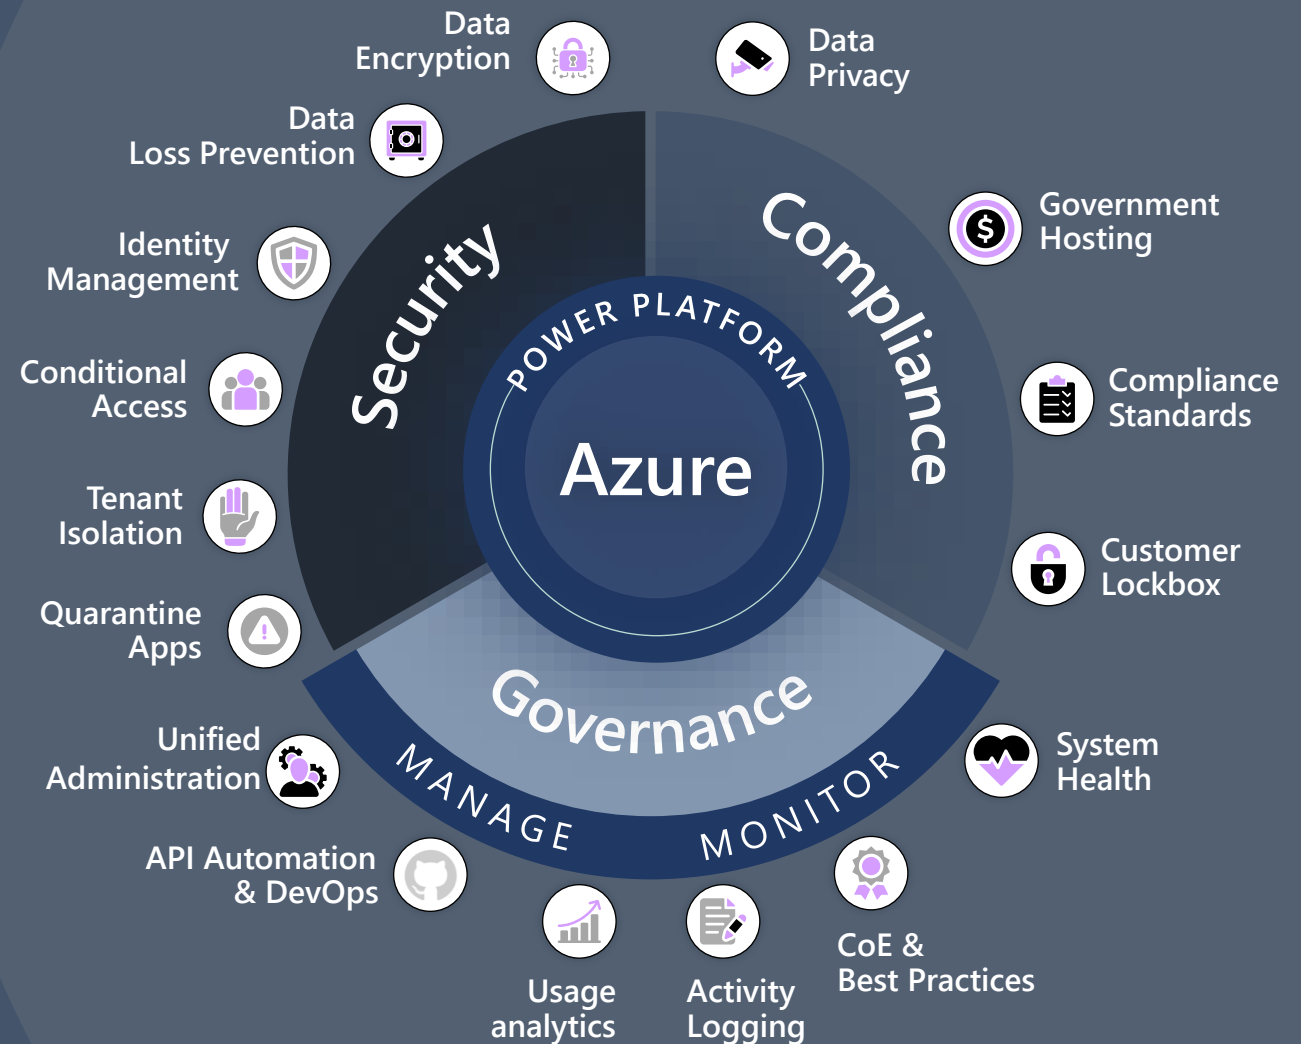 Data
Encryption
Data
Privacy
Data
Loss Prevention
Government
Hosting
Identity
Management
Security
Compliance
POWER PLATFORM
Conditional
Access
Compliance
Standards
Azure
Tenant
Isolation
Customer
Lockbox
Quarantine
Apps
Governance
Unified
Administration
MANAGE
MONITOR
System
Health
API Automation
& DevOps
CoE &
Best Practices
Usage
analytics
Activity
Logging